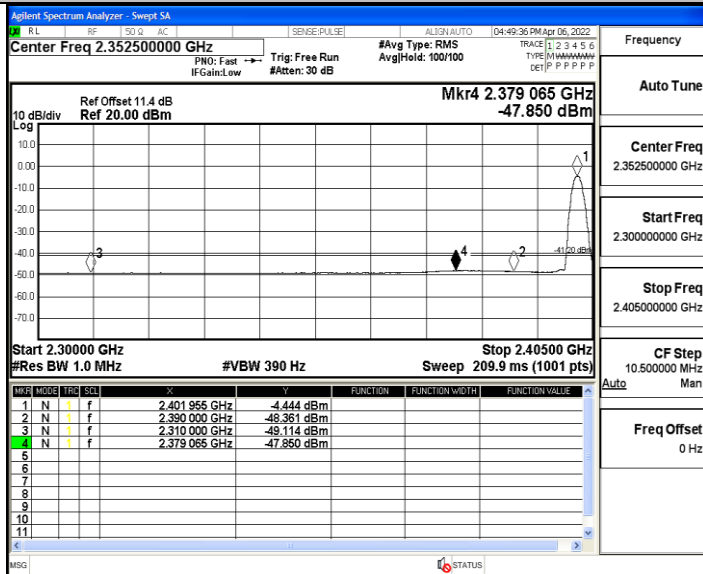 Agilent Spectrum Analyzer - Swept SA
RL RF 50 Ω AC SENSE:PULSE ALIGN AUTO 04:49:36 PM Apr 06, 2022
Center Freq 2.352500000 GHz
PNO: Fast
IFGain:Low
Trig: Free Run
#Atten: 30 dB
#Avg Type: RMS
Avg|Hold: 100/100
TRACE 1 2 3 4 5 6
TYPE M WWWWW
DET P P P P P P
Mkr4 2.379 065 GHz
-47.850 dBm
Ref Offset 11.4 dB
10 dB/div Ref 20.00 dBm
Log
10.0
0.00
-10.0
-20.0
-30.0
-40.0
-50.0
-60.0
-70.0
1
2
3
4
-41.20 dBm
Start 2.30000 GHz Stop 2.40500 GHz
#Res BW 1.0 MHz #VBW 390 Hz Sweep 209.9 ms (1001 pts)
MKR MODE TRC SCL X Y FUNCTION FUNCTION WIDTH FUNCTION VALUE
1 N 1 f 2.401 955 GHz -4.444 dBm
2 N 1 f 2.390 000 GHz -48.361 dBm
3 N 1 f 2.310 000 GHz -49.114 dBm
4 N 1 f 2.379 065 GHz -47.850 dBm
5
6
7
8
9
10
11
MSG STATUS
Frequency
Auto Tune
Center Freq
2.352500000 GHz
Start Freq
2.300000000 GHz
Stop Freq
2.405000000 GHz
CF Step
10.500000 MHz
Auto Man
Freq Offset
0 Hz